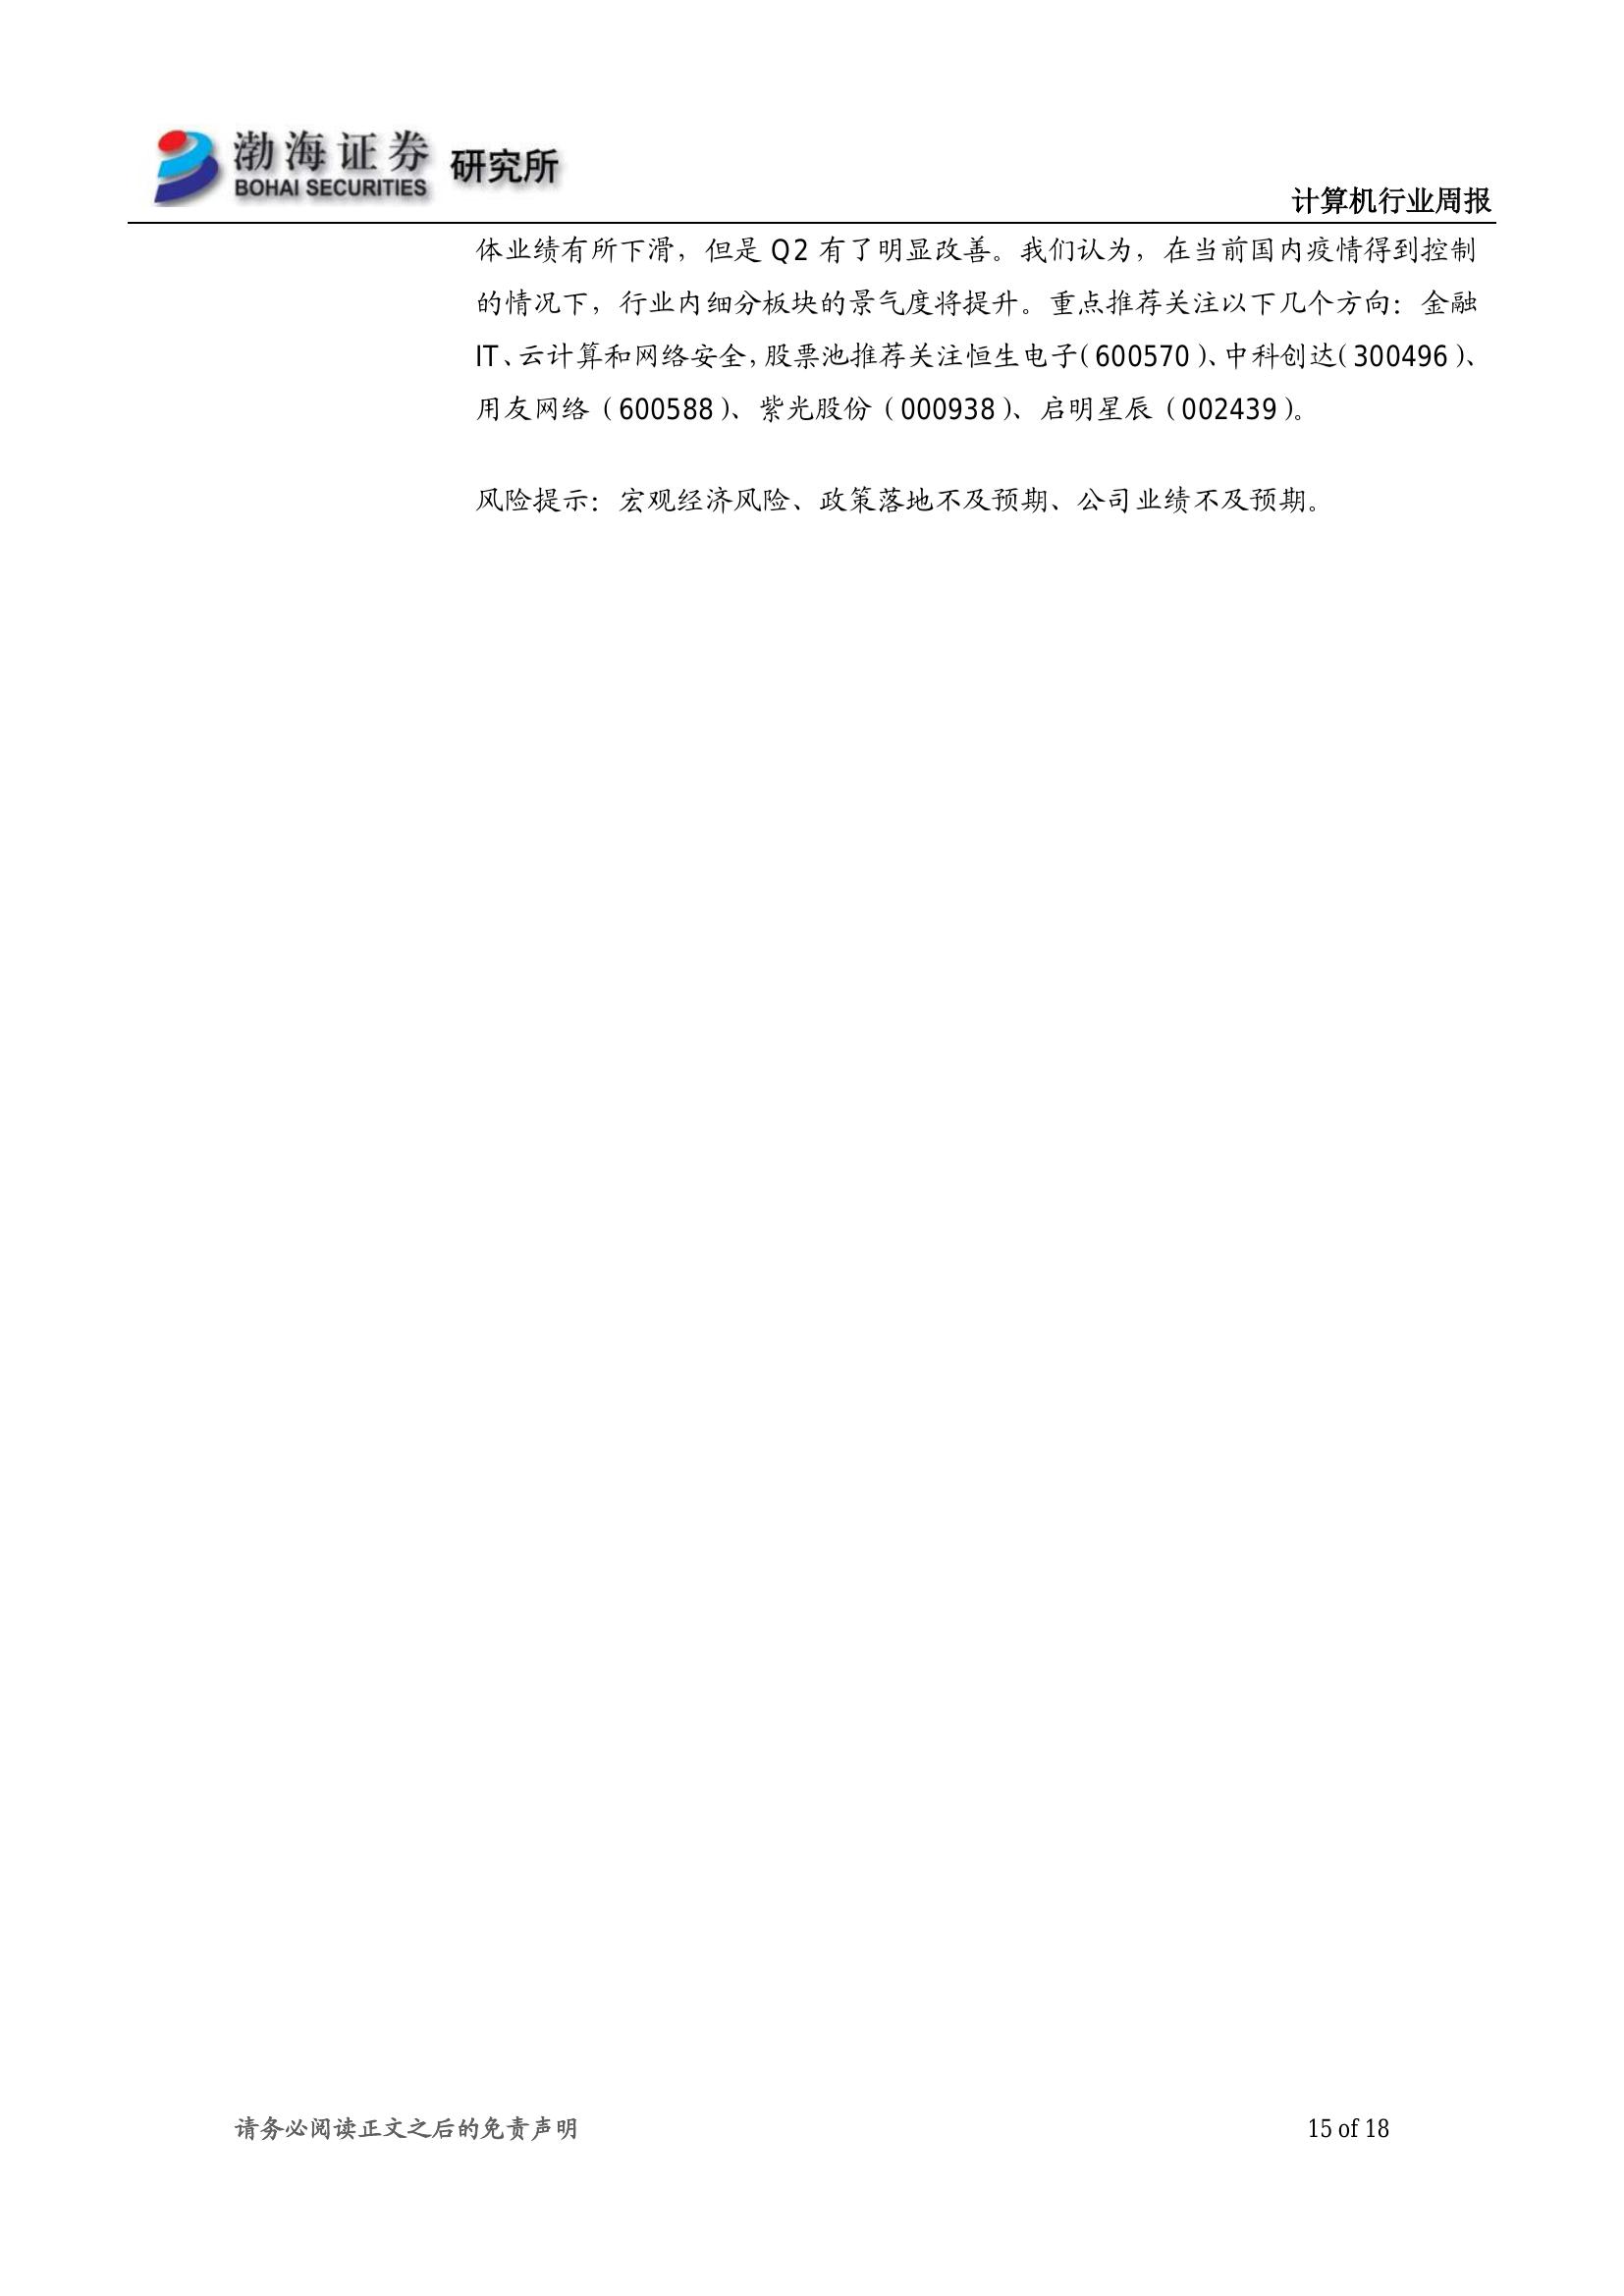 渤海证券 研究所
BOHAI SECURITIES
计算机行业周报
体业绩有所下滑，但是 Q2 有了明显改善。我们认为，在当前国内疫情得到控制
的情况下，行业内细分板块的景气度将提升。重点推荐关注以下几个方向：金融
IT、云计算和网络安全，股票池推荐关注恒生电子（600570）、中科创达（300496）、
用友网络（600588）、紫光股份（000938）、启明星辰（002439）。
风险提示：宏观经济风险、政策落地不及预期、公司业绩不及预期。
请务必阅读正文之后的免责声明
15 of 18